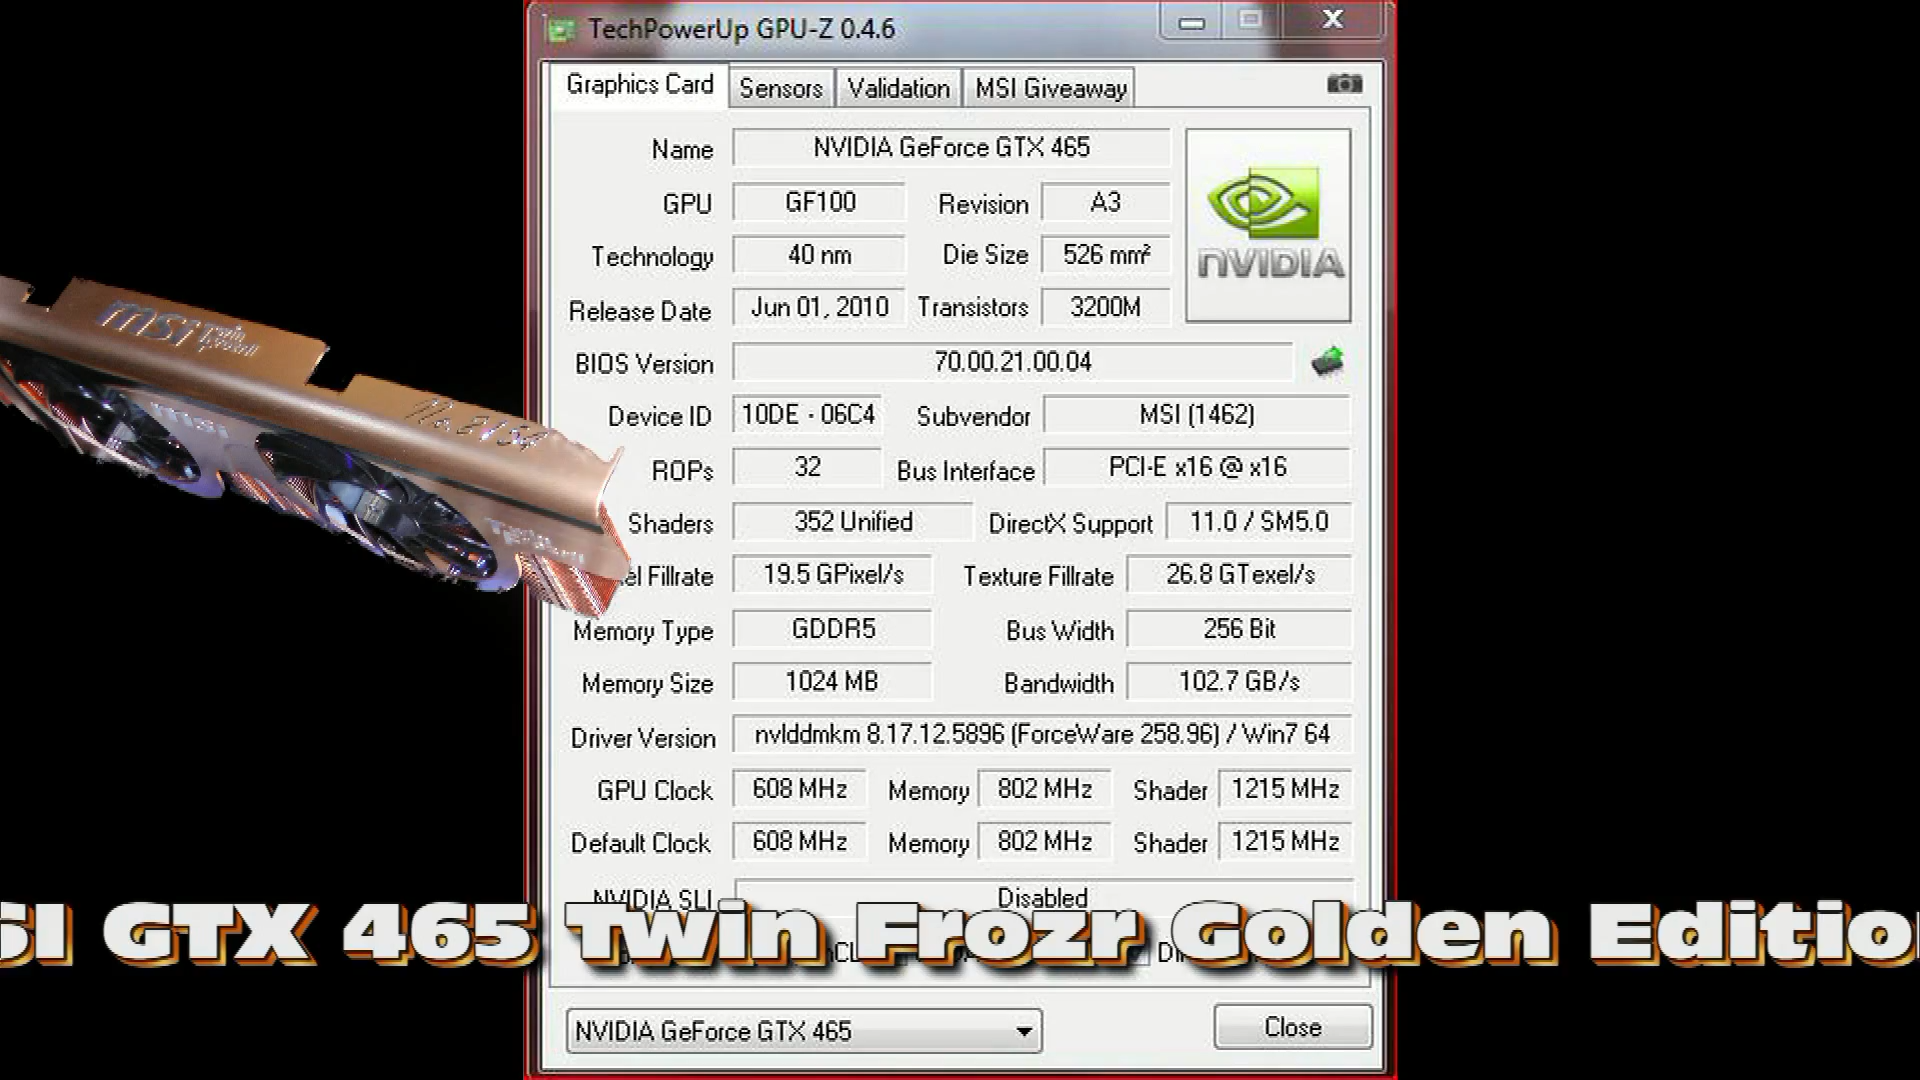 TechPowerUp GPU-Z 0.4.6
Graphics Card Sensors Validation MSI Giveaway
Name NVIDIA GeForce GTX 465
GPU GF100 Revision A3
NVIDIA
Technology 40 nm Die Size 526 mm²
Release Date Jun 01, 2010 Transistors 3200M
msi
BIOS Version 70.00.21.00.04
Device ID 10DE - 06C4 Subvendor MSI (1462)
ROPs 32 Bus Interface PCI-E x16 @ x16
Shaders 352 Unified DirectX Support 11.0 / SM5.0
el Fillrate 19.5 GPixel/s Texture Fillrate 26.8 GTexel/s
Memory Type GDDR5 Bus Width 256 Bit
Memory Size 1024 MB Bandwidth 102.7 GB/s
Driver Version nvlddmkm 8.17.12.5896 (ForceWare 258.96) / Win7 64
GPU Clock 608 MHz Memory 802 MHz Shader 1215 MHz
Default Clock 608 MHz Memory 802 MHz Shader 1215 MHz
NVIDIA SLI Disabled
SI GTX 465 Twin Frozr Golden Edition
NVIDIA GeForce GTX 465 Close